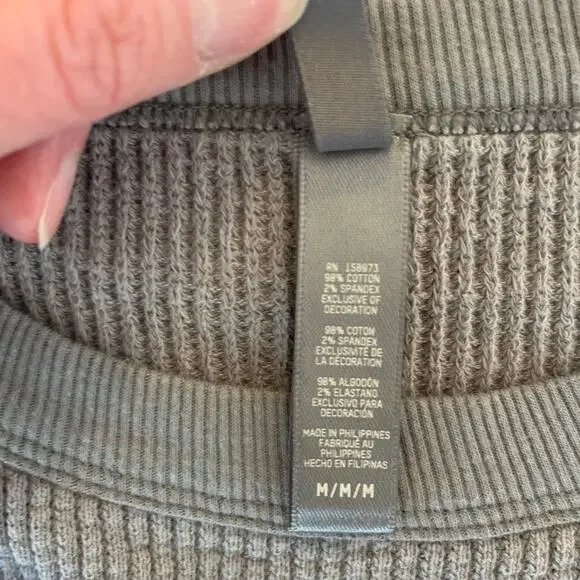 RN 158973
98% COTTON
2% SPANDEX
EXCLUSIVE OF
DECORATION
98% COTON
2% SPANDEX
EXCLUSIVITÉ DE
LA DÉCORATION
98% ALGODÓN
2% ELASTANO
EXCLUSIVO PARA
DECORACIÓN
MADE IN PHILIPPINES
FABRIQUÉ AU
PHILIPPINES
HECHO EN FILIPINAS
M/M/M